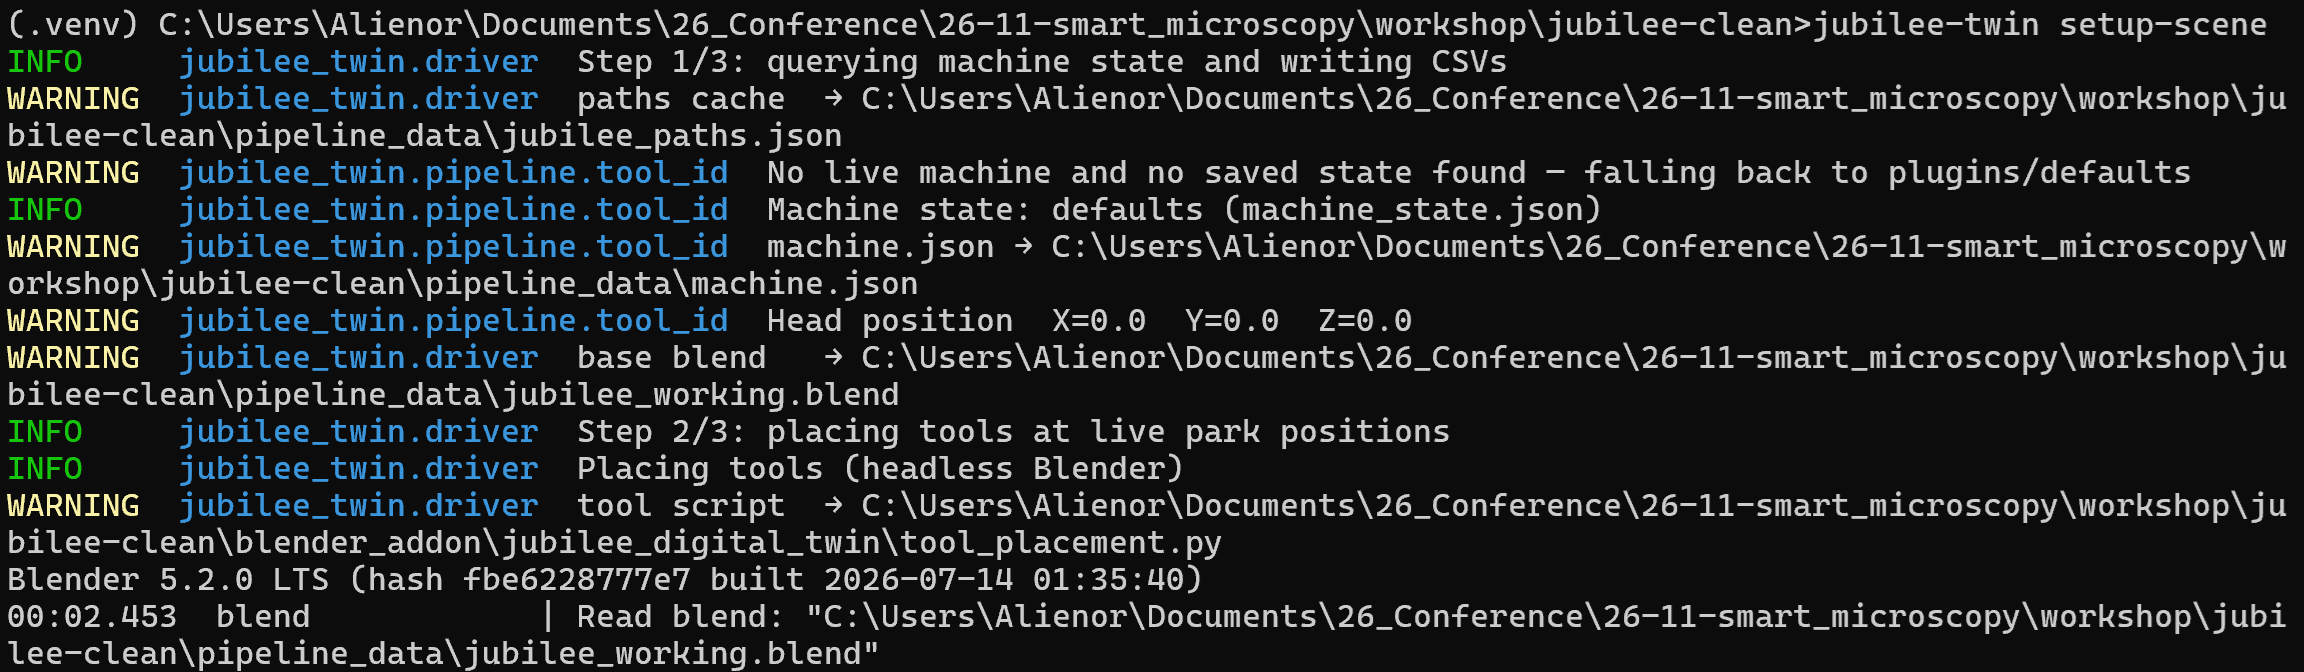 (.venv) C:\Users\Alienor\Documents\26_Conference\26-11-smart_microscopy\workshop\jubilee-clean>jubilee-twin setup-scene
INFO     jubilee_twin.driver  Step 1/3: querying machine state and writing CSVs
WARNING  jubilee_twin.driver  paths cache  → C:\Users\Alienor\Documents\26_Conference\26-11-smart_microscopy\workshop\ju
bilee-clean\pipeline_data\jubilee_paths.json
WARNING  jubilee_twin.pipeline.tool_id  No live machine and no saved state found — falling back to plugins/defaults
INFO     jubilee_twin.pipeline.tool_id  Machine state: defaults (machine_state.json)
WARNING  jubilee_twin.pipeline.tool_id  machine.json → C:\Users\Alienor\Documents\26_Conference\26-11-smart_microscopy\w
orkshop\jubilee-clean\pipeline_data\machine.json
WARNING  jubilee_twin.pipeline.tool_id  Head position  X=0.0  Y=0.0  Z=0.0
WARNING  jubilee_twin.driver  base blend   → C:\Users\Alienor\Documents\26_Conference\26-11-smart_microscopy\workshop\ju
bilee-clean\pipeline_data\jubilee_working.blend
INFO     jubilee_twin.driver  Step 2/3: placing tools at live park positions
INFO     jubilee_twin.driver  Placing tools (headless Blender)
WARNING  jubilee_twin.driver  tool script  → C:\Users\Alienor\Documents\26_Conference\26-11-smart_microscopy\workshop\ju
bilee-clean\blender_addon\jubilee_digital_twin\tool_placement.py
Blender 5.2.0 LTS (hash fbe6228777e7 built 2026-07-14 01:35:40)
00:02.453  blend            | Read blend: "C:\Users\Alienor\Documents\26_Conference\26-11-smart_microscopy\workshop\jubi
lee-clean\pipeline_data\jubilee_working.blend"